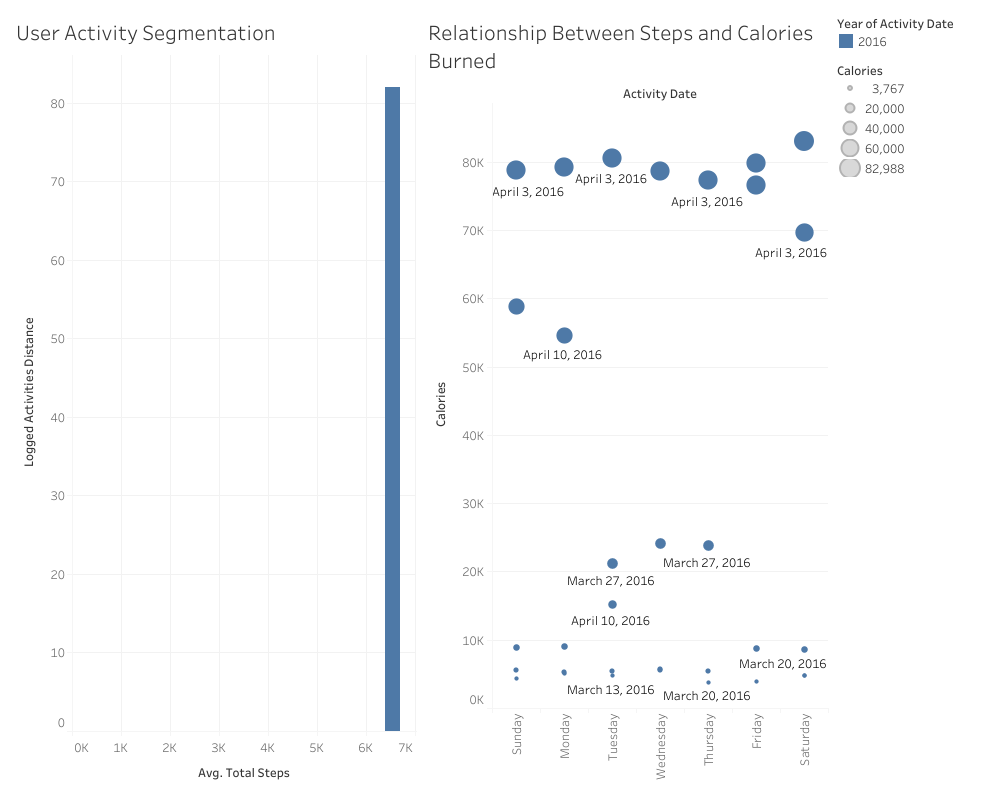 User Activity Segmentation
80
70
60
50
40
30
20
10
0
Logged Activities Distance
0K 1K 2K 3K 4K 5K 6K 7K
Avg. Total Steps
Relationship Between Steps and Calories
Burned
Activity Date
80K
70K
60K
50K
40K
30K
20K
10K
0K
Calories
April 3, 2016
April 3, 2016
April 3, 2016
April 3, 2016
April 10, 2016
March 27, 2016
March 27, 2016
April 10, 2016
March 20, 2016
March 13, 2016
March 20, 2016
Sunday
Monday
Tuesday
Wednesday
Thursday
Friday
Saturday
Year of Activity Date
2016
Calories
3,767
20,000
40,000
60,000
82,988